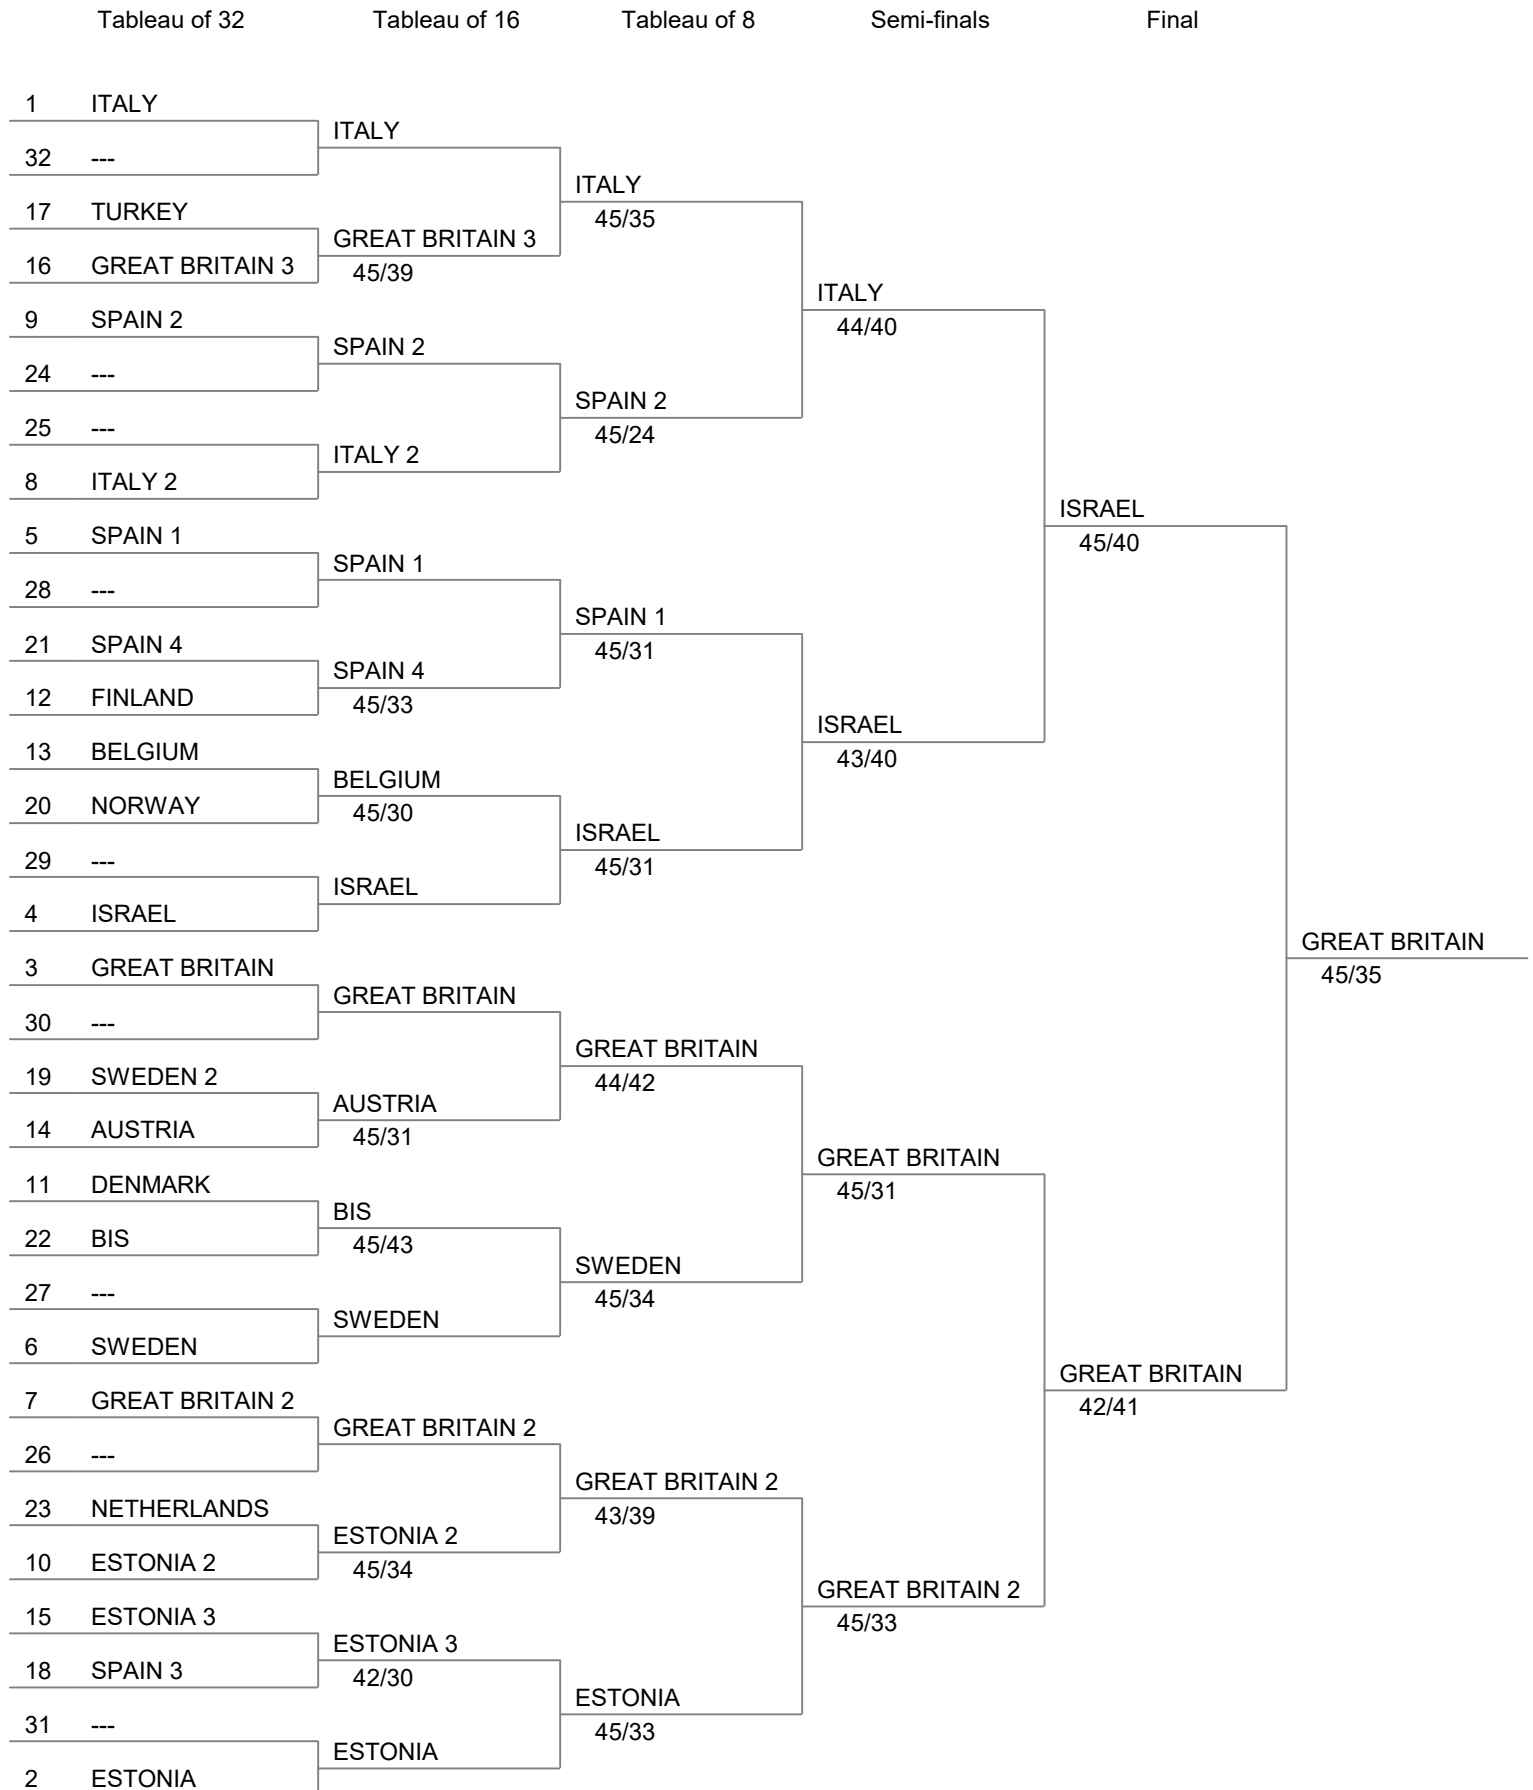 Tableau of 32 Tableau of 16 Tableau of 8 Semi-finals Final
1 ITALY
ITALY
32 ---
ITALY
17 TURKEY
45/35
GREAT BRITAIN 3
16 GREAT BRITAIN 3
45/39
ITALY
9 SPAIN 2
44/40
SPAIN 2
24 ---
SPAIN 2
25 ---
45/24
ITALY 2
8 ITALY 2
ISRAEL
5 SPAIN 1
45/40
SPAIN 1
28 ---
SPAIN 1
21 SPAIN 4
45/31
SPAIN 4
12 FINLAND
45/33
ISRAEL
13 BELGIUM
43/40
BELGIUM
20 NORWAY
45/30
ISRAEL
29 ---
45/31
ISRAEL
4 ISRAEL
GREAT BRITAIN
3 GREAT BRITAIN
45/35
GREAT BRITAIN
30 ---
GREAT BRITAIN
19 SWEDEN 2
44/42
AUSTRIA
14 AUSTRIA
45/31
GREAT BRITAIN
11 DENMARK
45/31
BIS
22 BIS
45/43
SWEDEN
27 ---
45/34
SWEDEN
6 SWEDEN
GREAT BRITAIN
7 GREAT BRITAIN 2
42/41
GREAT BRITAIN 2
26 ---
GREAT BRITAIN 2
23 NETHERLANDS
43/39
ESTONIA 2
10 ESTONIA 2
45/34
GREAT BRITAIN 2
15 ESTONIA 3
45/33
ESTONIA 3
18 SPAIN 3
42/30
ESTONIA
31 ---
45/33
ESTONIA
2 ESTONIA